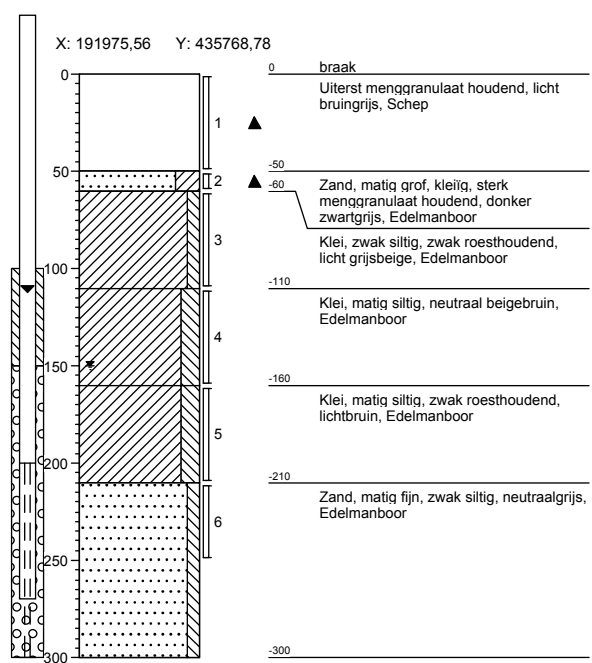 X: 191975,56 Y: 435768,78
0
50
100
150
200
250
300
1
2
3
4
5
6
0
braak
Uiterst menggranulaat houdend, licht
bruingrijs, Schep
-50
Zand, matig grof, kleiïg, sterk
menggranulaat houdend, donker
zwartgrijs, Edelmanboor
-60
Klei, zwak siltig, zwak roesthoudend,
licht grijsbeige, Edelmanboor
-110
Klei, matig siltig, neutraal beigebruin,
Edelmanboor
-160
Klei, matig siltig, zwak roesthoudend,
lichtbruin, Edelmanboor
-210
Zand, matig fijn, zwak siltig, neutraalgrijs,
Edelmanboor
-300